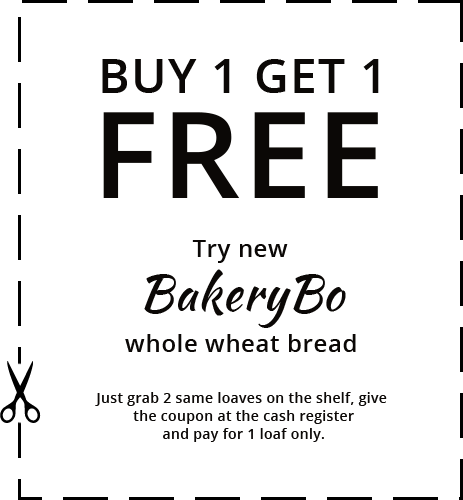 BUY 1 GET 1
FREE
Try new
BakeryBo
whole wheat bread
Just grab 2 same loaves on the shelf, give
the coupon at the cash register
and pay for 1 loaf only.